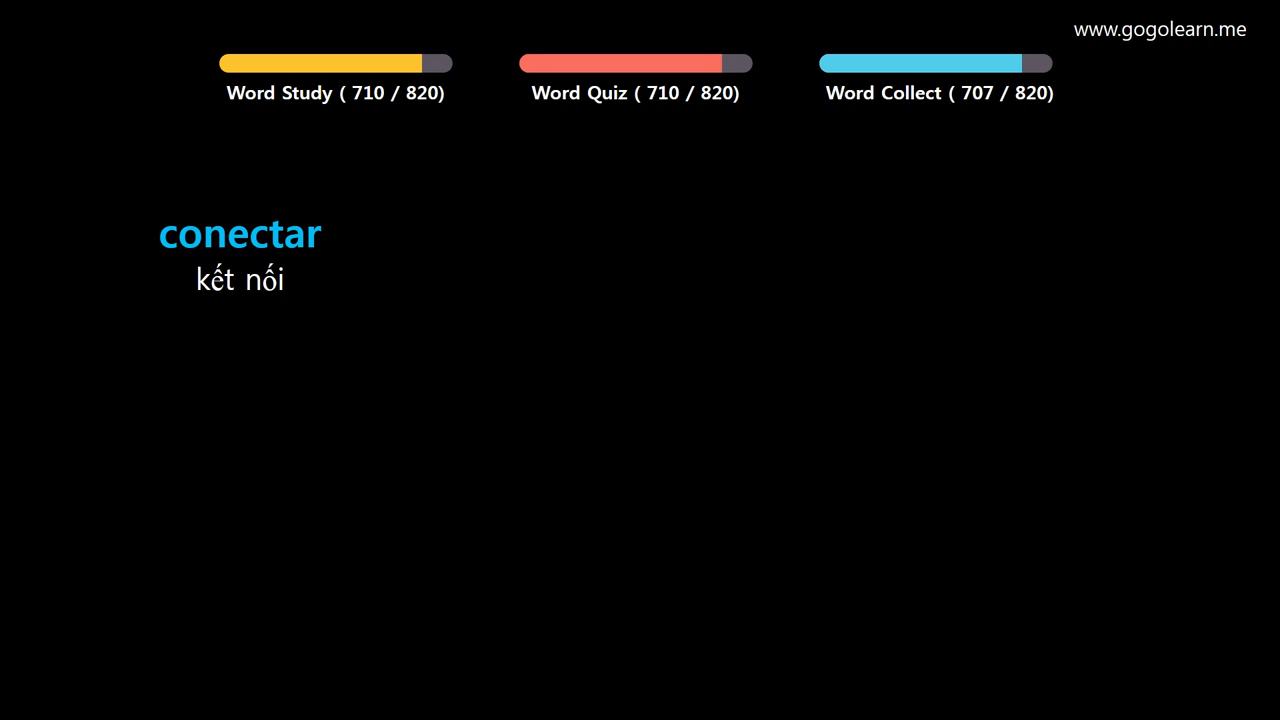 www.gogolearn.me
Word Study ( 710 / 820)
Word Quiz ( 710 / 820)
Word Collect ( 707 / 820)
conectar
kết nối